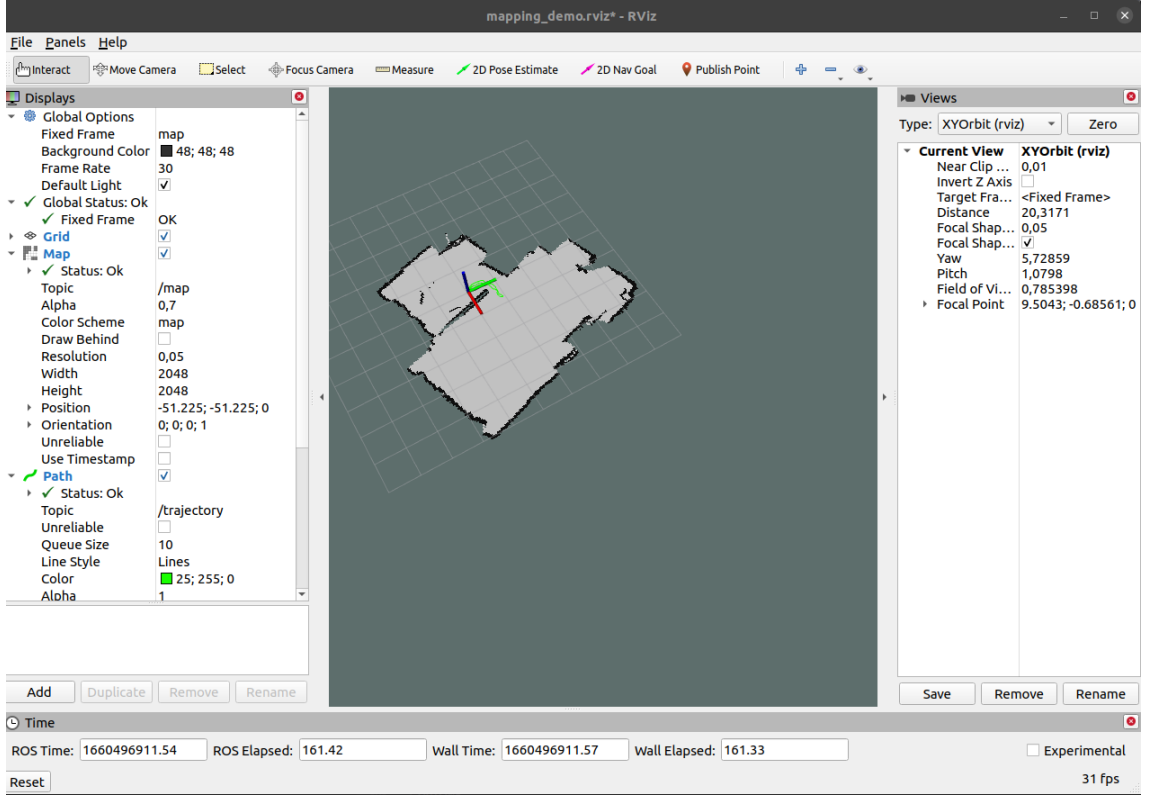 mapping_demo.rviz* - RViz
File Panels Help
Interact Move Camera Select Focus Camera Measure 2D Pose Estimate 2D Nav Goal Publish Point
Displays
Global Options
Fixed Frame map
Background Color 48; 48; 48
Frame Rate 30
Default Light
Global Status: Ok
Fixed Frame OK
Grid
Map
Status: Ok
Topic /map
Alpha 0,7
Color Scheme map
Draw Behind
Resolution 0,05
Width 2048
Height 2048
Position -51.225; -51.225; 0
Orientation 0; 0; 0; 1
Unreliable
Use Timestamp
Path
Status: Ok
Topic /trajectory
Unreliable
Queue Size 10
Line Style Lines
Color 25; 255; 0
Alpha 1
Add Duplicate Remove Rename
Views
Type: XYOrbit (rviz) Zero
Current View XYOrbit (rviz)
Near Clip ... 0,01
Invert Z Axis
Target Fra... <Fixed Frame>
Distance 20,3171
Focal Shap... 0,05
Focal Shap...
Yaw 5,72859
Pitch 1,0798
Field of Vi... 0,785398
Focal Point 9.5043; -0.68561; 0
Save Remove Rename
Time
ROS Time: 1660496911.54 ROS Elapsed: 161.42 Wall Time: 1660496911.57 Wall Elapsed: 161.33 Experimental
Reset 31 fps